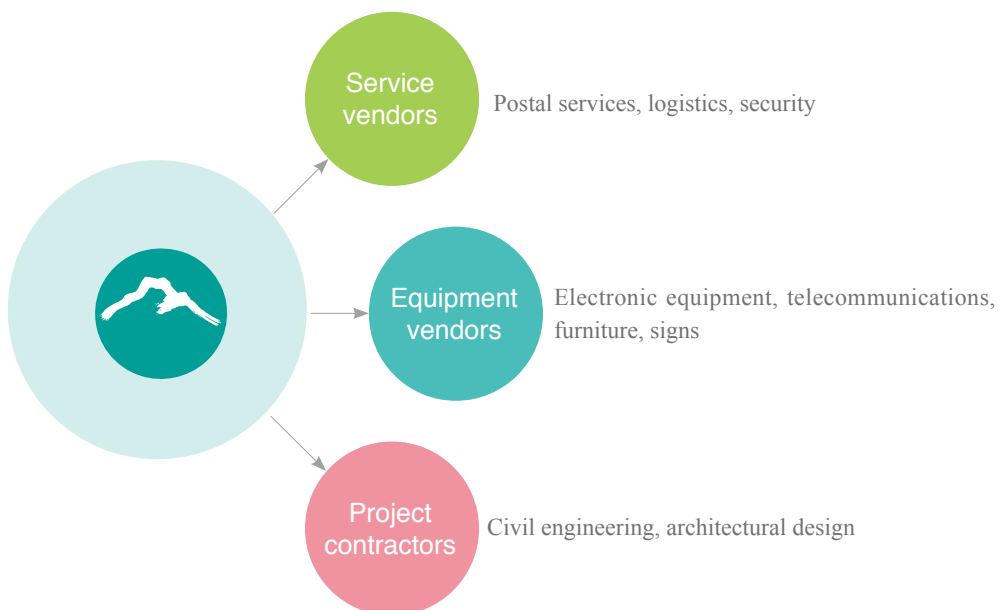 Service
vendors
Postal services, logistics, security
Equipment
vendors
Electronic equipment, telecommunications,
furniture, signs
Project
contractors
Civil engineering, architectural design